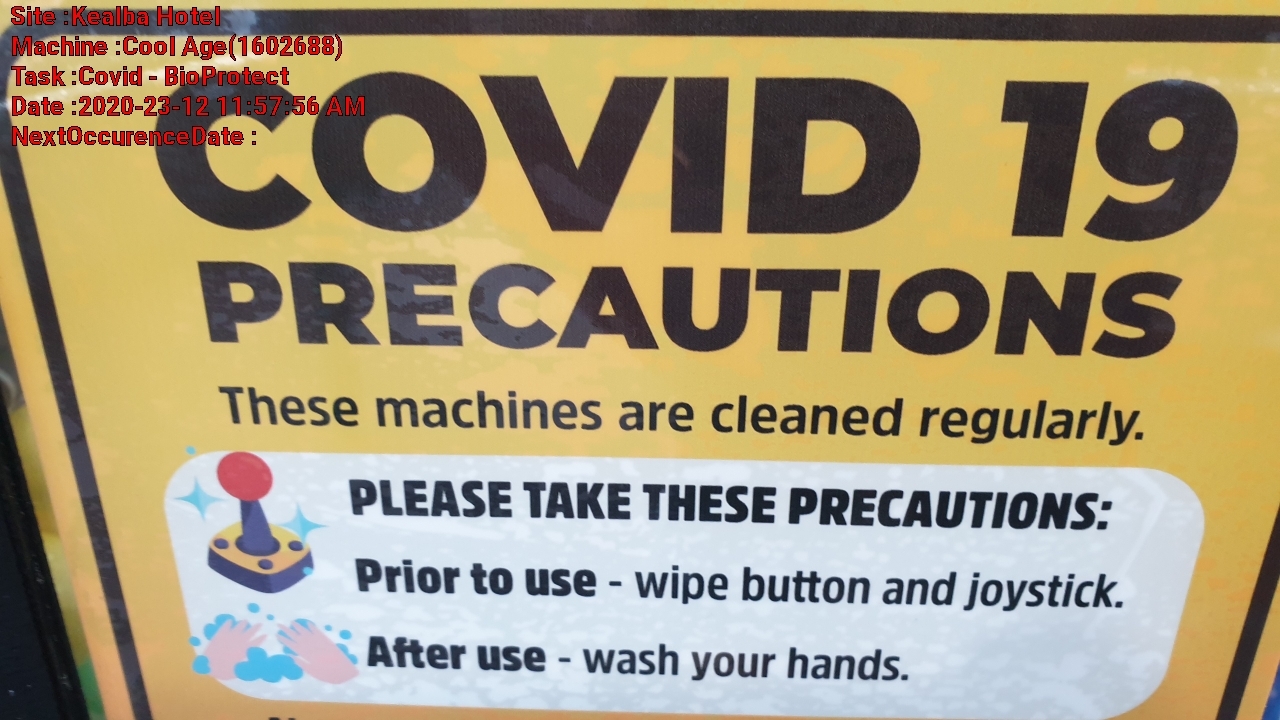 Site :Kealba Hotel
Machine :Cool Age(1602688)
Task :Covid - BioProtect
Date :2020-23-12 11:57:56 AM
NextOccurenceDate :
COVID 19
PRECAUTIONS
These machines are cleaned regularly.
PLEASE TAKE THESE PRECAUTIONS:
Prior to use - wipe button and joystick.
After use - wash your hands.